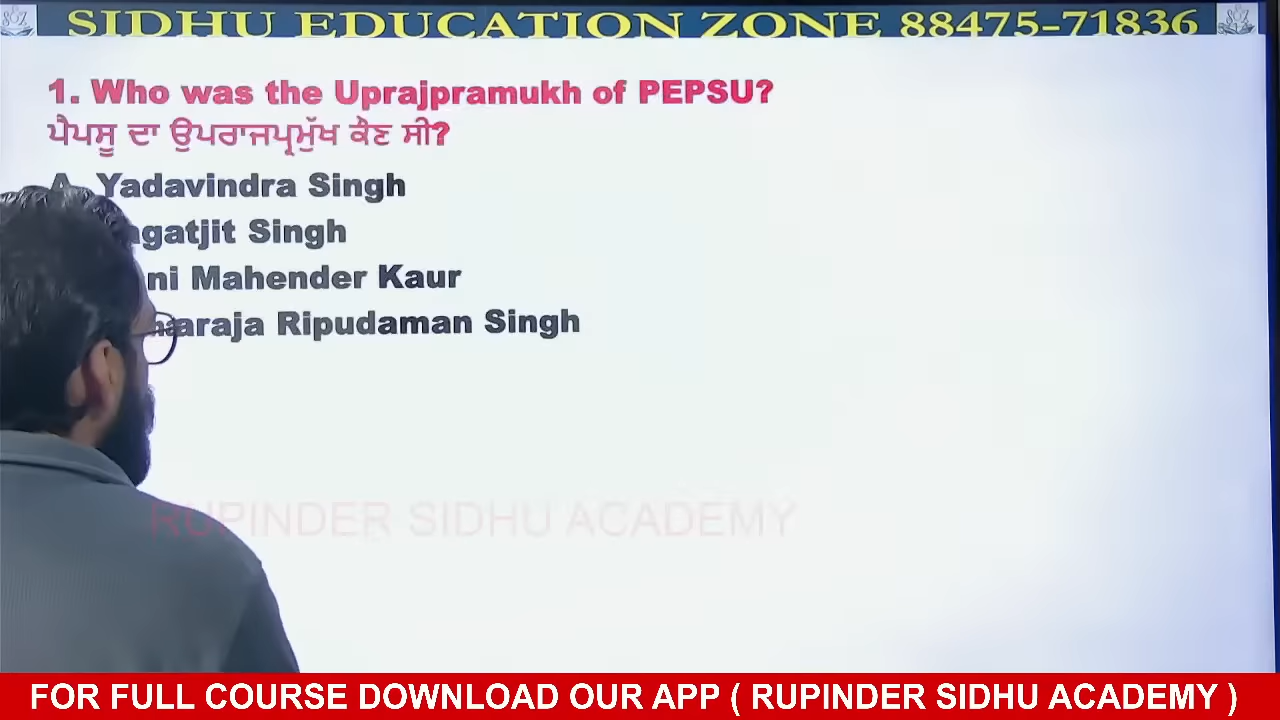 SIDHU EDUCATION ZONE 88475-71836
1. Who was the Uprajpramukh of PEPSU?
ਪੈਪਸੂ ਦਾ ਉਪਰਾਜਪ੍ਰਮੁੱਖ ਕੌਣ ਸੀ?
A. Yadavindra Singh
Singh
Mahender Kaur
Ripudaman Singh
RUPINDER SIDHU ACADEMY
FOR FULL COURSE DOWNLOAD OUR APP ( RUPINDER SIDHU ACADEMY )